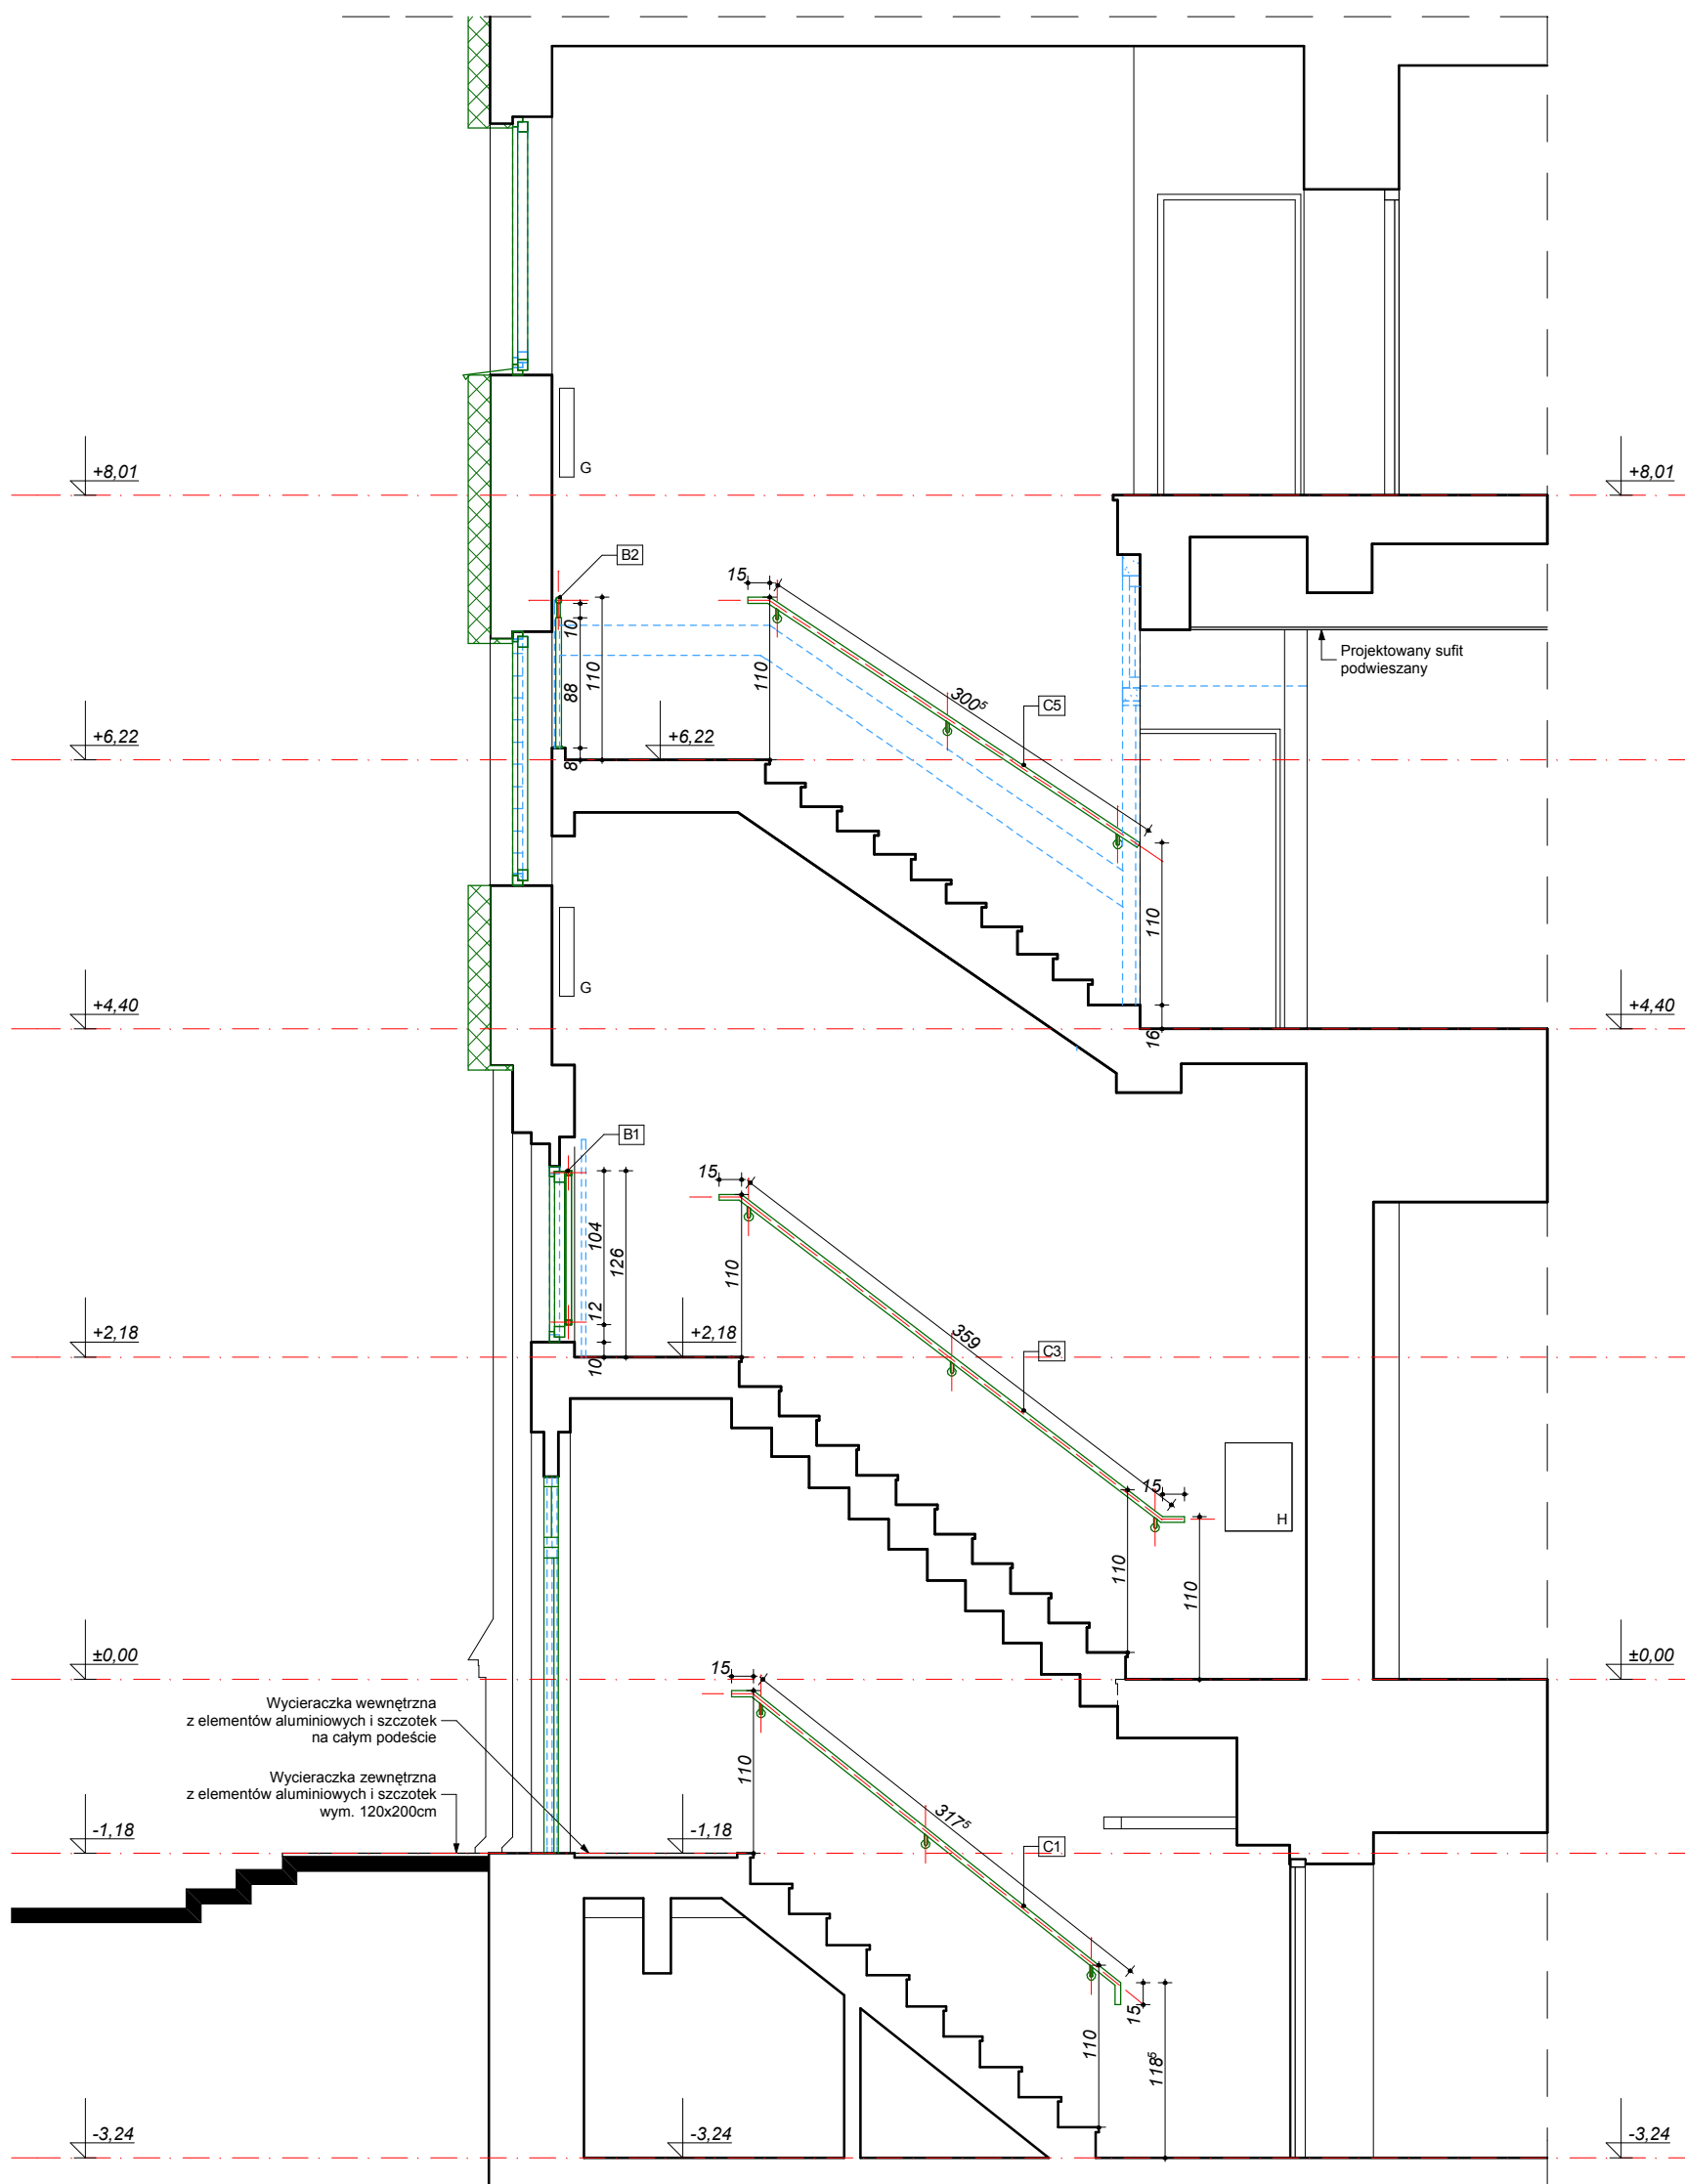 +8,01
+8,01
G
B2
15
10
110
88
8
110
300⁵
C5
Projektowany sufit
podwieszany
+6,22
+6,22
110
16
G
+4,40
+4,40
B1
15
104
126
12
10
110
359
C3
+2,18
+2,18
15
H
110
110
±0,00
±0,00
15
Wycieraczka wewnętrzna
z elementów aluminiowych i szczotek
na całym podeście
Wycieraczka zewnętrzna
z elementów aluminiowych i szczotek
wym. 120x200cm
110
317⁵
C1
-1,18
-1,18
15
110
118⁵
-3,24
-3,24
-3,24